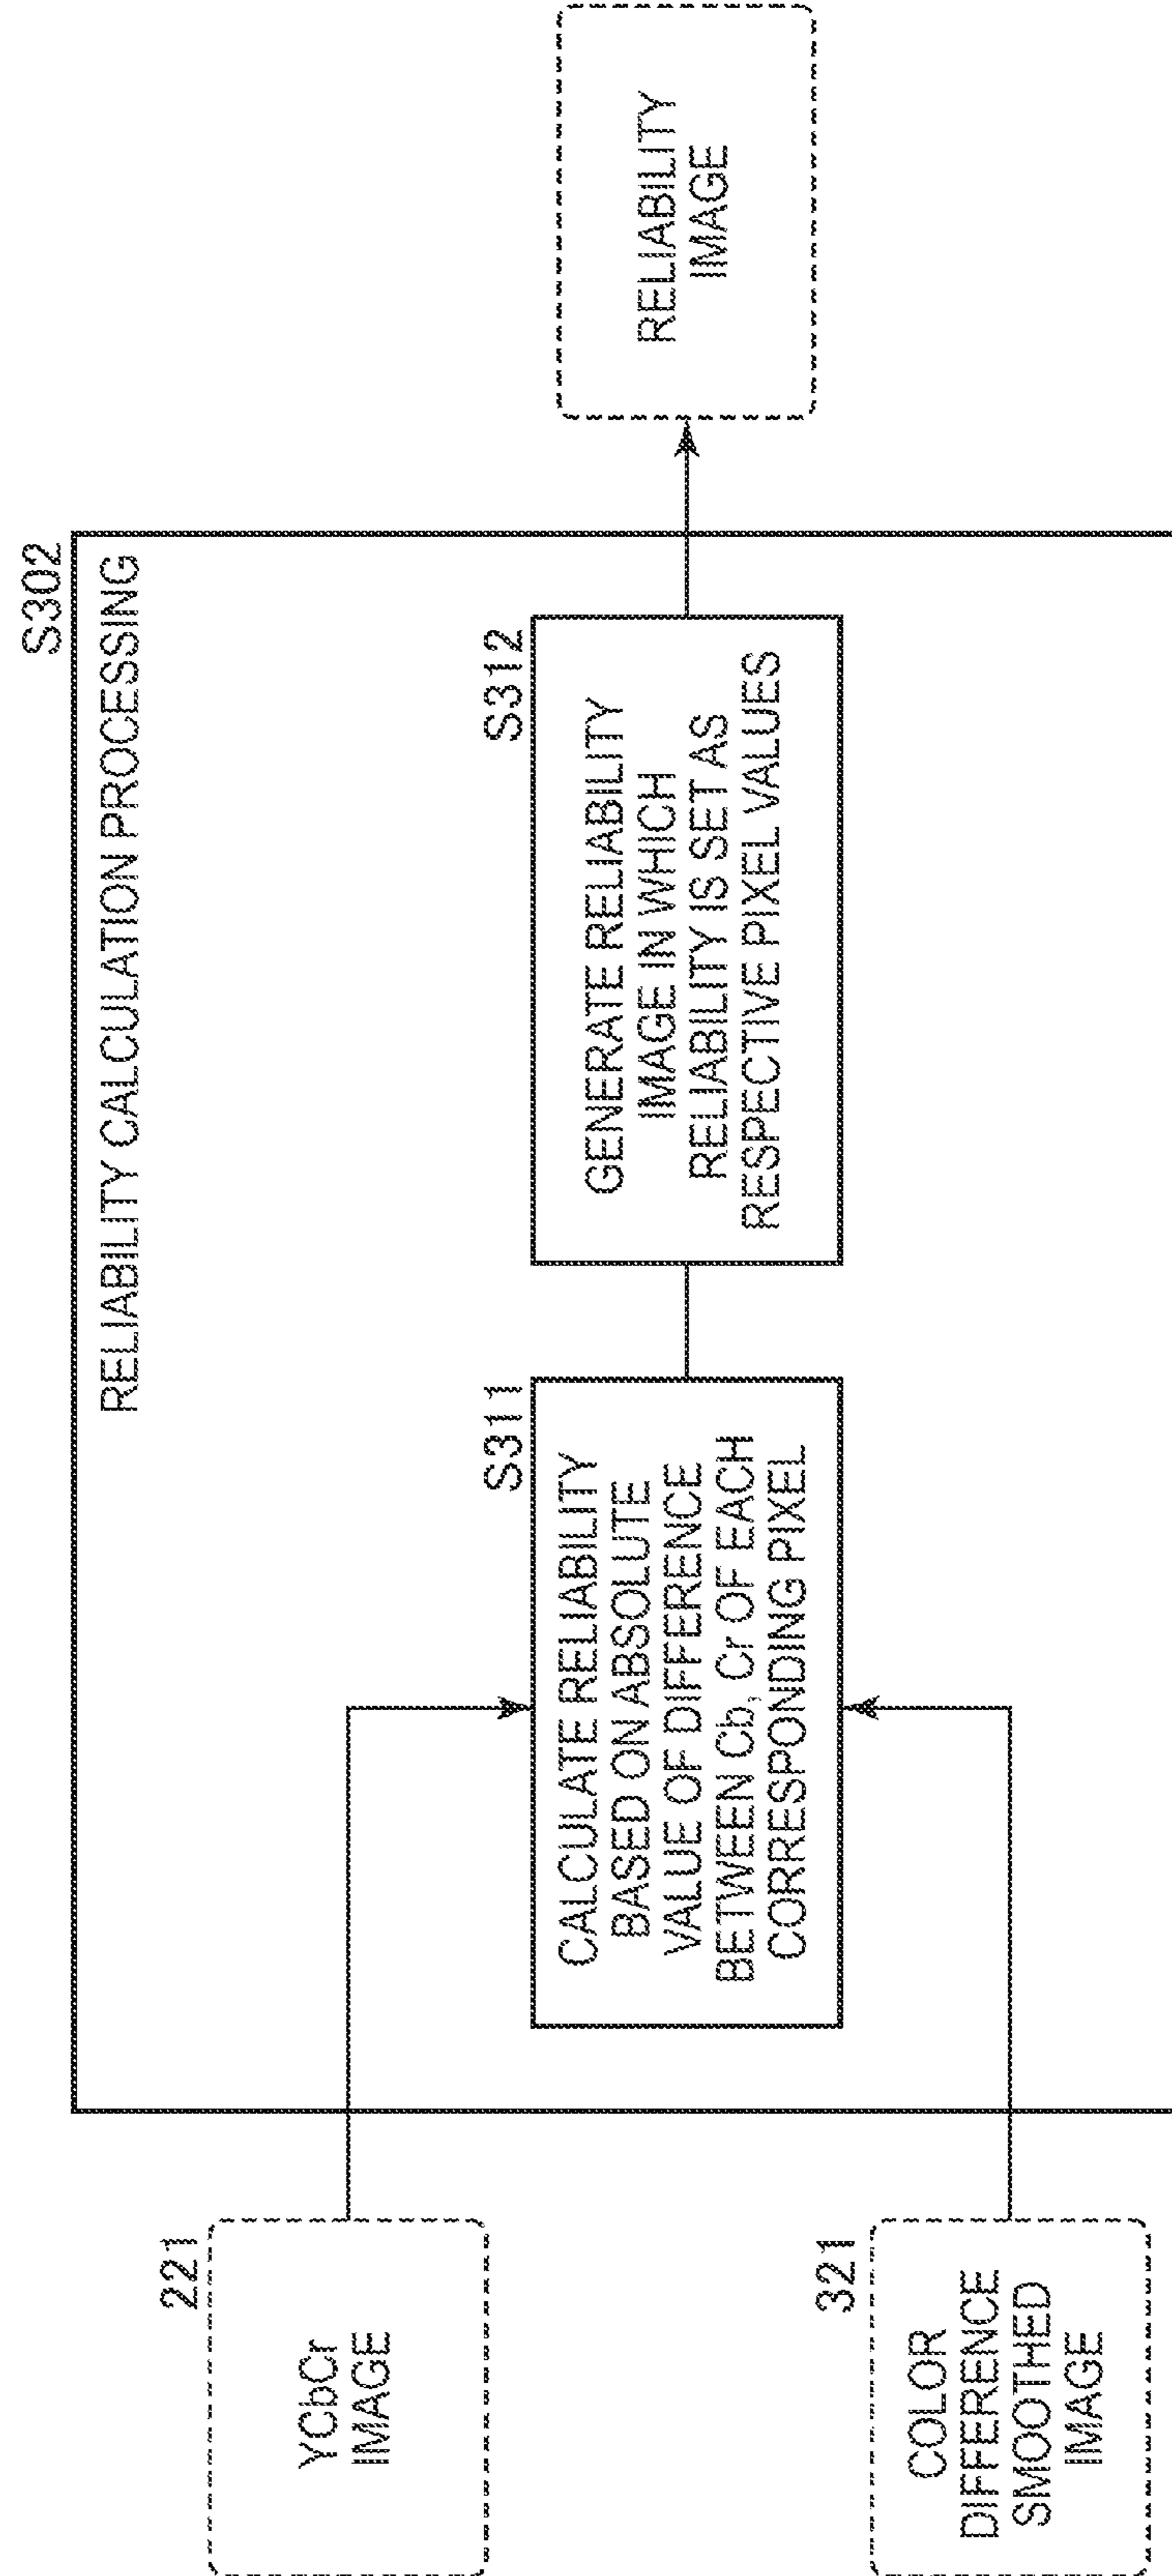 S302
RELIABILITY CALCULATION PROCESSING
221
YCbCr
IMAGE
321
COLOR
DIFFERENCE
SMOOTHED
IMAGE
S311
CALCULATE RELIABILITY
BASED ON ABSOLUTE
VALUE OF DIFFERENCE
BETWEEN Cb, Cr OF EACH
CORRESPONDING PIXEL
S312
GENERATE RELIABILITY
IMAGE IN WHICH
RELIABILITY IS SET AS
RESPECTIVE PIXEL VALUES
RELIABILITY
IMAGE